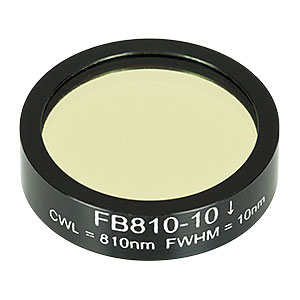 FB810-10 ↓
CWL = 810nm FWHM = 10nm